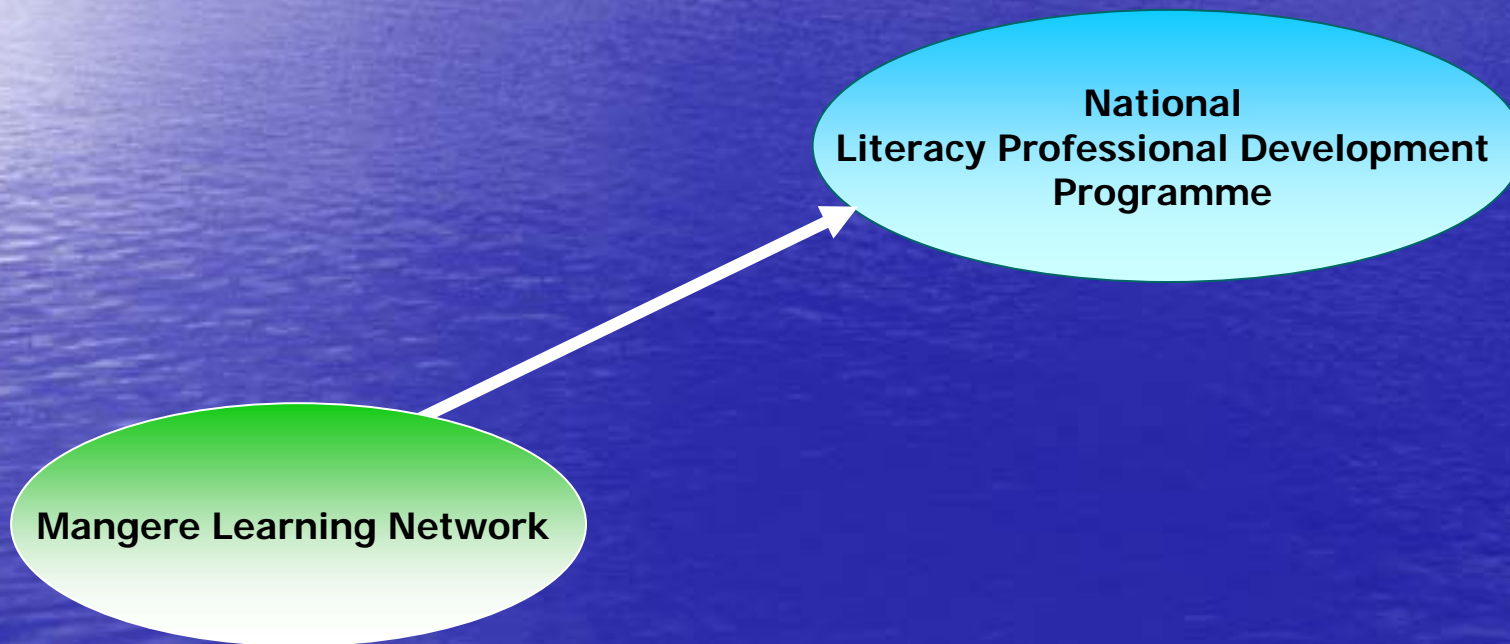 National
Literacy Professional Development
Programme
Mangere Learning Network